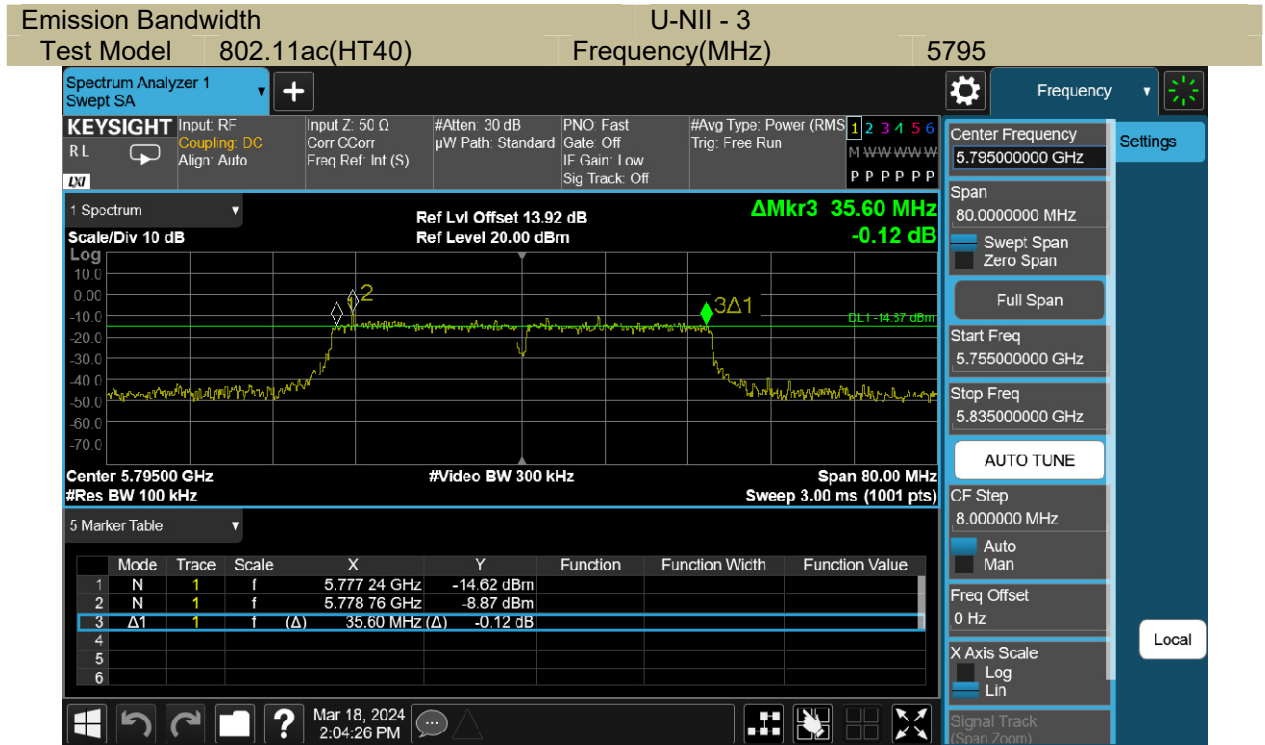 Emission Bandwidth U-NII - 3
Test Model 802.11ac(HT40) Frequency(MHz) 5795
Spectrum Analyzer 1
Swept SA
+
Frequency
KEYSIGHT
RL
LXI
Input: RF
Coupling: DC
Align: Auto
Input Z: 50 Ω
Corr CCorr
Freq Ref: Int (S)
#Atten: 30 dB
µW Path: Standard
PNO: Fast
Gate: Off
IF Gain: Low
Sig Track: Off
#Avg Type: Power (RMS
Trig: Free Run
1 2 3 4 5 6
M W W W W W
P P P P P P
1 Spectrum
Scale/Div 10 dB
Ref Lvl Offset 13.92 dB
Ref Level 20.00 dBm
ΔMkr3 35.60 MHz
-0.12 dB
Log
10.0
0.00
-10.0
-20.0
-30.0
-40.0
-50.0
-60.0
-70.0
2
3Δ1
DL1 -14.87 dBm
Center 5.79500 GHz
#Video BW 300 kHz
Span 80.00 MHz
#Res BW 100 kHz
Sweep 3.00 ms (1001 pts)
5 Marker Table
Mode Trace Scale X Y Function Function Width Function Value
1 N 1 f 5.777 24 GHz -14.62 dBm
2 N 1 f 5.778 76 GHz -8.87 dBm
3 Δ1 1 f (Δ) 35.60 MHz (Δ) -0.12 dB
4
5
6
Mar 18, 2024
2:04:26 PM
?
Center Frequency
5.795000000 GHz
Settings
Span
80.0000000 MHz
Swept Span
Zero Span
Full Span
Start Freq
5.755000000 GHz
Stop Freq
5.835000000 GHz
AUTO TUNE
CF Step
8.000000 MHz
Auto
Man
Freq Offset
0 Hz
X Axis Scale
Log
Lin
Local
Signal Track
(Span Zoom)